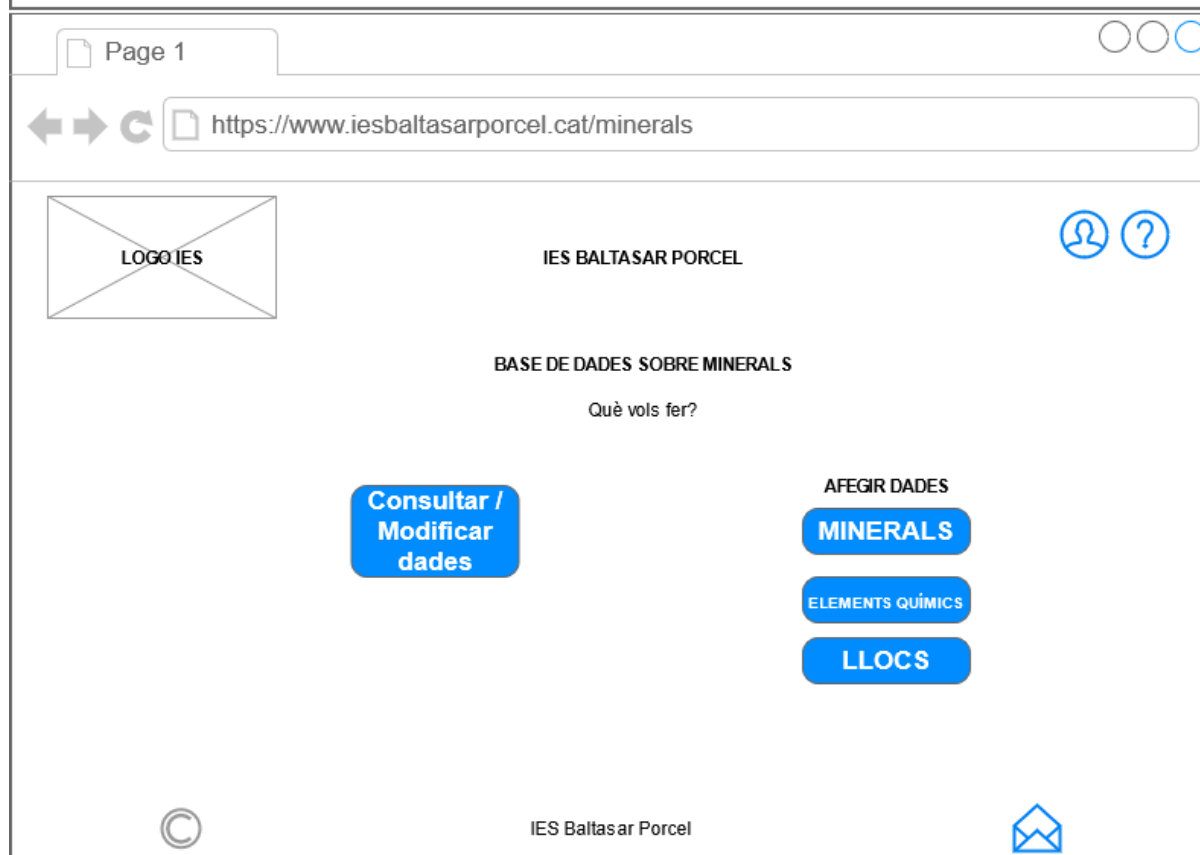 Page 1
https://www.iesbaltasarporcel.cat/minerals
LOGO IES
IES BALTASAR PORCEL
?
BASE DE DADES SOBRE MINERALS
Què vols fer?
Consultar /
Modificar
dades
AFEGIR DADES
MINERALS
ELEMENTS QUÍMICS
LLOCS
©
IES Baltasar Porcel